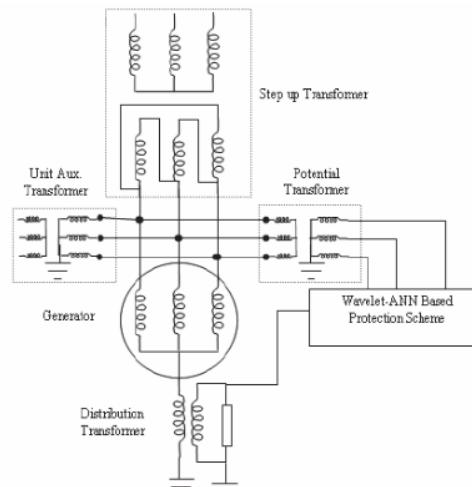 Step up Transformer
Unit Aux.
Transformer
Potential
Transformer
Generator
Wavelet-ANN Based
Protection Scheme
Distribution
Transformer